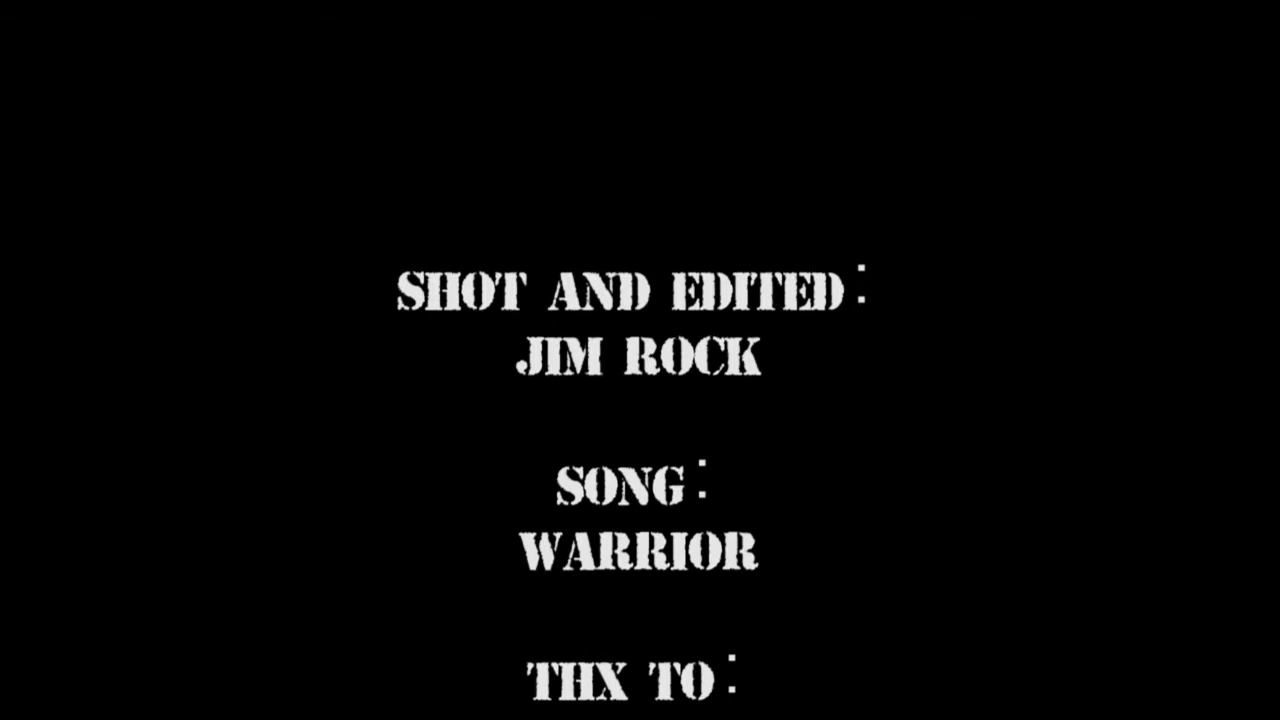 SHOT AND EDITED:
JIM ROCK
SONG:
WARRIOR
THX TO: